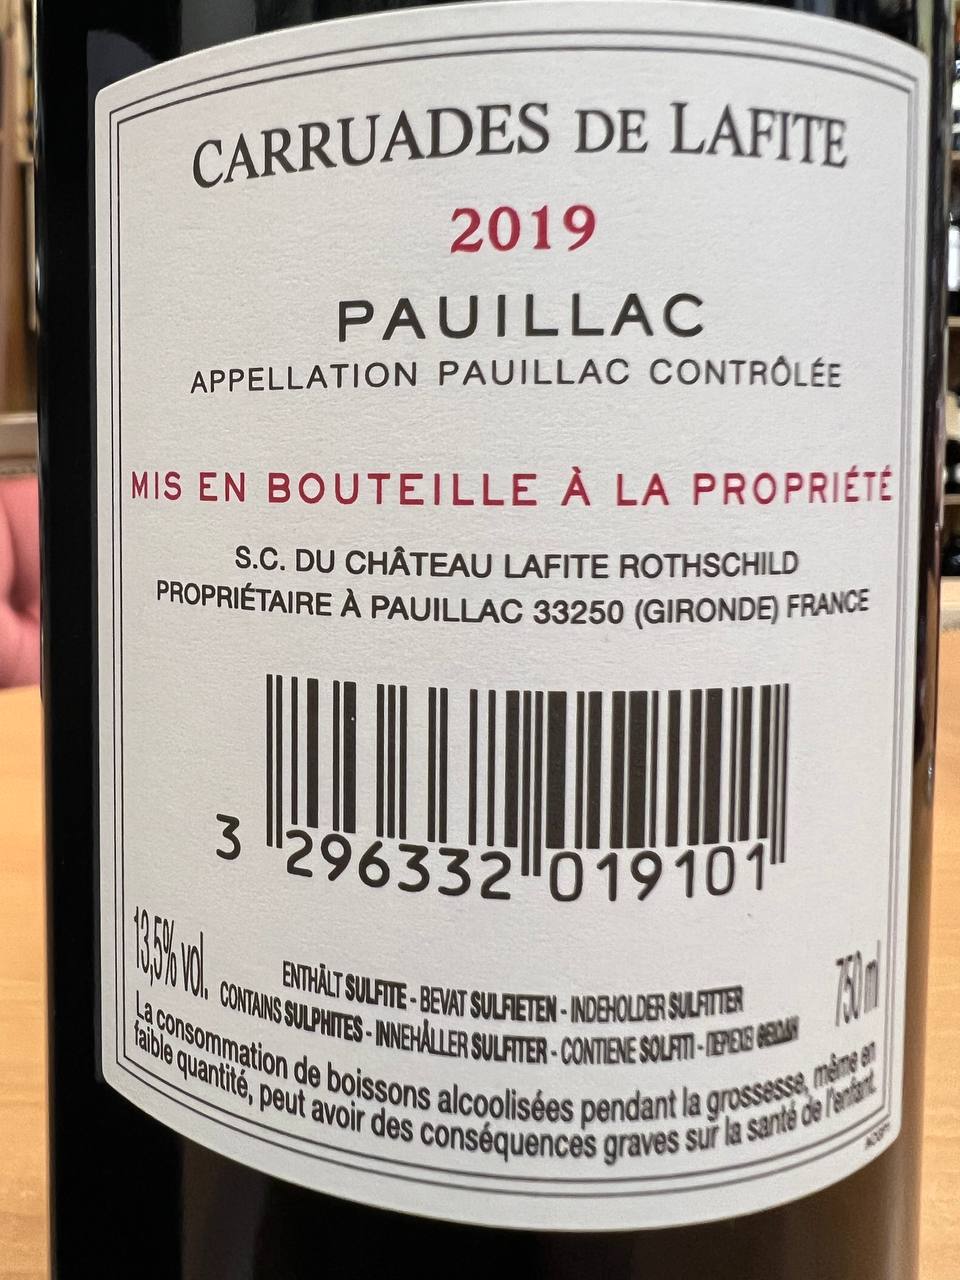 CARRUADES DE LAFITE
2019
PAUILLAC
APPELLATION PAUILLAC CONTRÔLÉE
MIS EN BOUTEILLE À LA PROPRIÉTÉ
S.C. DU CHÂTEAU LAFITE ROTHSCHILD
PROPRIÉTAIRE À PAUILLAC 33250 (GIRONDE) FRANCE
3 296332 019101
13,5% vol.
750 ml
ENTHÄLT SULFITE - BEVAT SULFIETEN - INDEHOLDER SULFITTER
CONTAINS SULPHITES - INNEHÅLLER SULFITER - CONTIENE SOLFITI -
La consommation de boissons alcoolisées pendant la grossesse, même en
faible quantité, peut avoir des conséquences graves sur la santé de l'enfant.